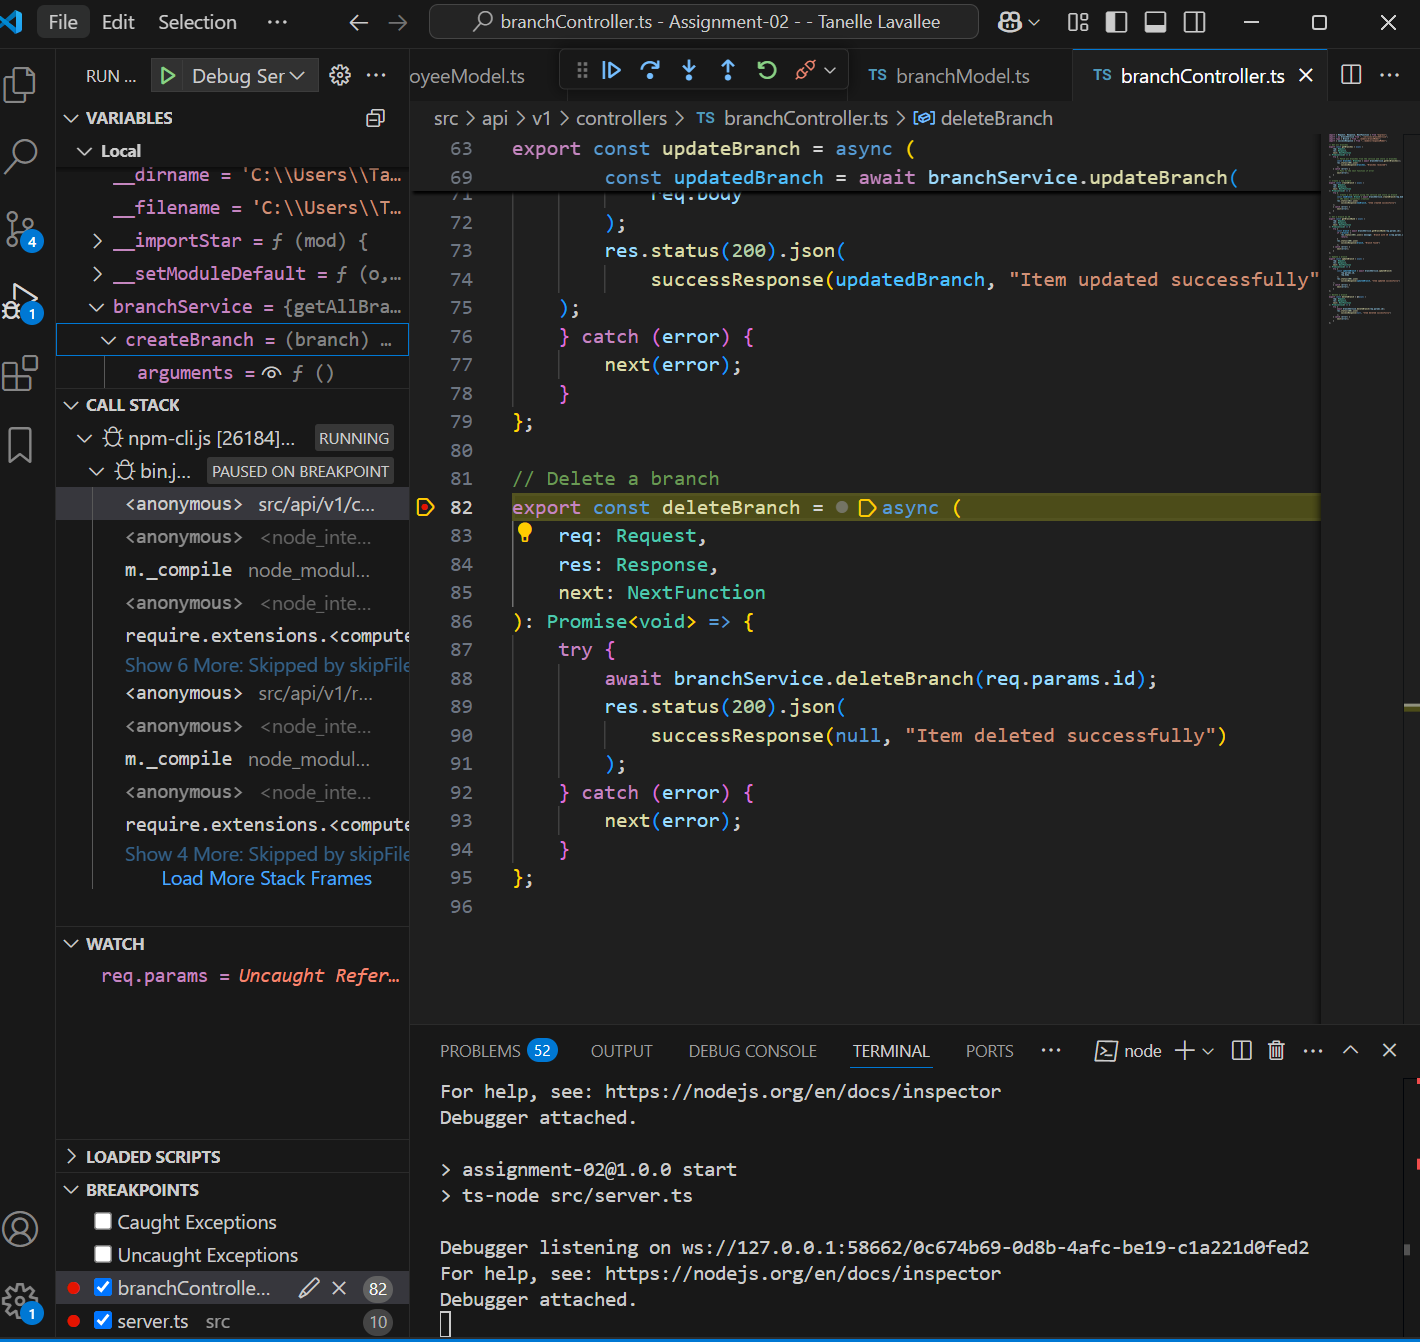 File Edit Selection ··· branchController.ts - Assignment-02 - - Tanelle Lavallee
RUN ... Debug Ser ···
oyeeModel.ts TS branchModel.ts TS branchController.ts
src > api > v1 > controllers > TS branchController.ts > deleteBranch
VARIABLES
Local
__dirname = 'C:\\Users\\Ta...
__filename = 'C:\\Users\\T...
__importStar = ƒ (mod) {
__setModuleDefault = ƒ (o,...
branchService = {getAllBra...
createBranch = (branch) ...
arguments = ƒ ()
CALL STACK
npm-cli.js [26184]... RUNNING
bin.j... PAUSED ON BREAKPOINT
<anonymous> src/api/v1/c...
<anonymous> <node_inte...
m._compile node_modul...
<anonymous> <node_inte...
require.extensions.<compute
Show 6 More: Skipped by skipFile
<anonymous> src/api/v1/r...
<anonymous> <node_inte...
m._compile node_modul...
<anonymous> <node_inte...
require.extensions.<compute
Show 4 More: Skipped by skipFile
Load More Stack Frames
WATCH
req.params = Uncaught Refer...
LOADED SCRIPTS
BREAKPOINTS
Caught Exceptions
Uncaught Exceptions
branchControlle... 82
server.ts src 10
4
1
1
63 export const updateBranch = async (
69 const updatedBranch = await branchService.updateBranch(
71 req.body
72 );
73 res.status(200).json(
74 successResponse(updatedBranch, "Item updated successfully"
75 );
76 } catch (error) {
77 next(error);
78 }
79 };
80
81 // Delete a branch
82 export const deleteBranch = async (
83 req: Request,
84 res: Response,
85 next: NextFunction
86 ): Promise<void> => {
87 try {
88 await branchService.deleteBranch(req.params.id);
89 res.status(200).json(
90 successResponse(null, "Item deleted successfully")
91 );
92 } catch (error) {
93 next(error);
94 }
95 };
96
PROBLEMS 52 OUTPUT DEBUG CONSOLE TERMINAL PORTS ··· node ···
For help, see: https://nodejs.org/en/docs/inspector
Debugger attached.
> assignment-02@1.0.0 start
> ts-node src/server.ts
Debugger listening on ws://127.0.0.1:58662/0c674b69-0d8b-4afc-be19-c1a221d0fed2
For help, see: https://nodejs.org/en/docs/inspector
Debugger attached.